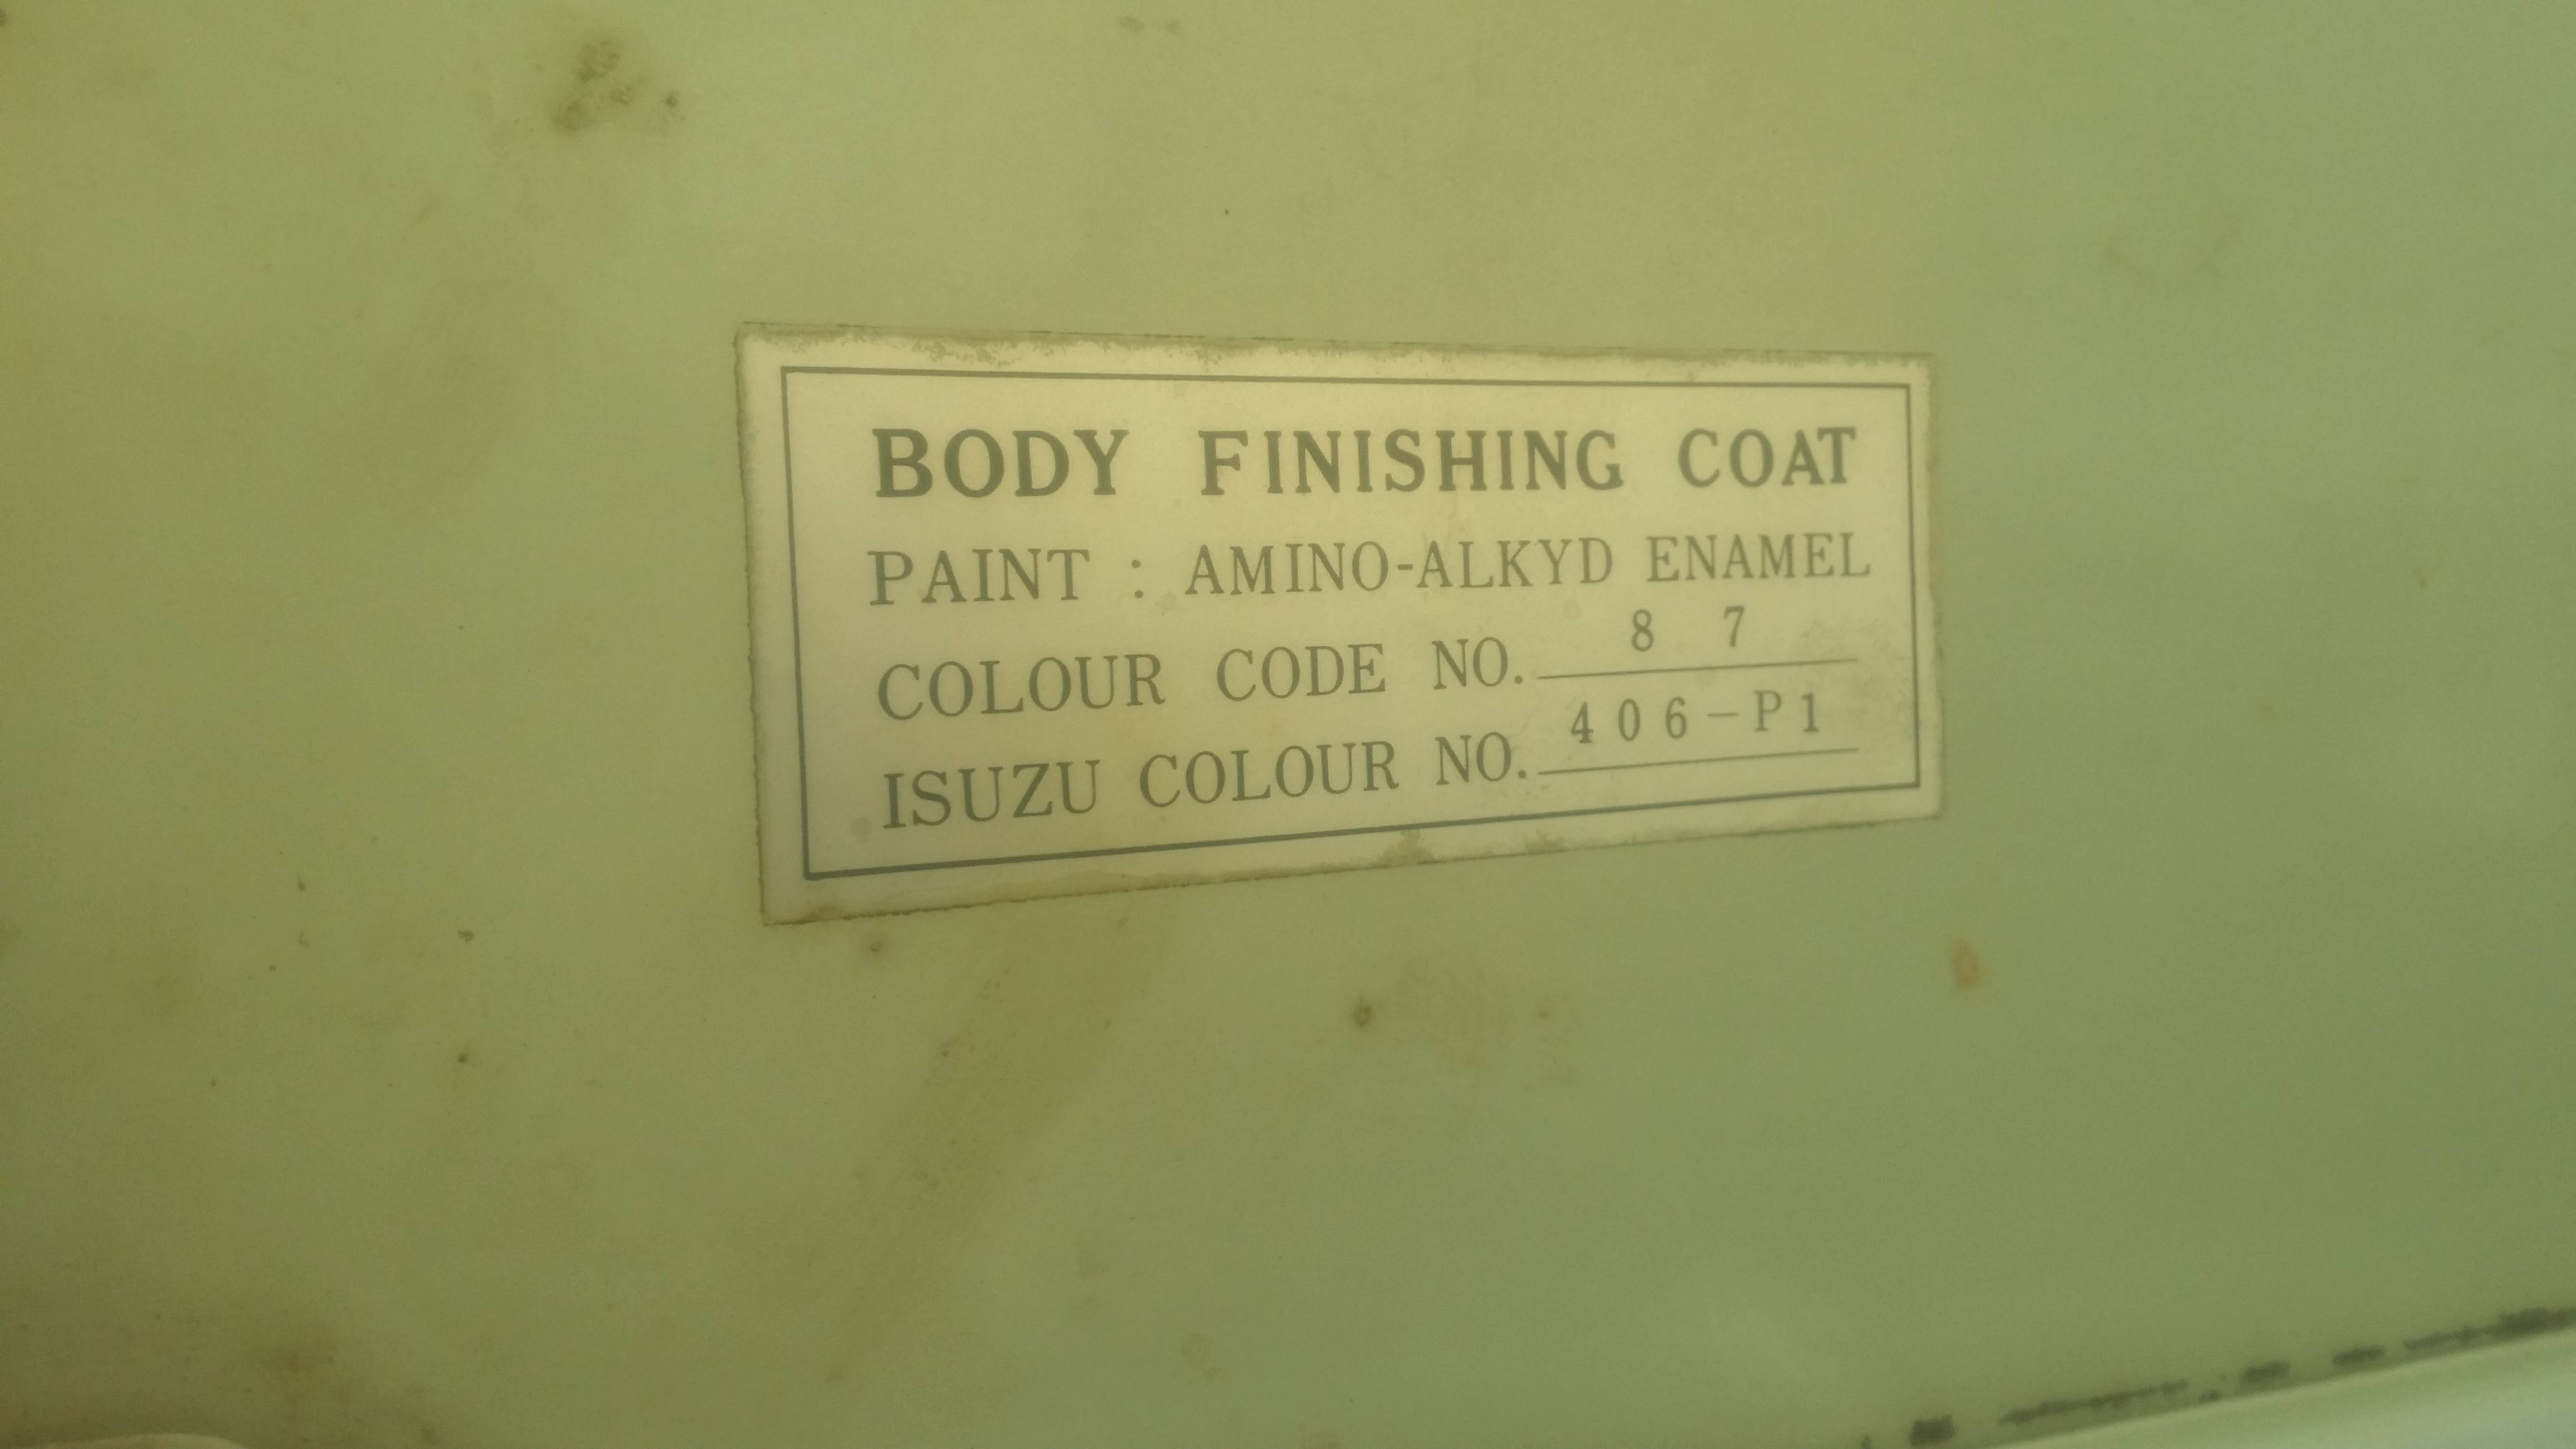 BODY FINISHING COAT
PAINT : AMINO-ALKYD ENAMEL
COLOUR CODE NO. 8 7
ISUZU COLOUR NO. 406-P1